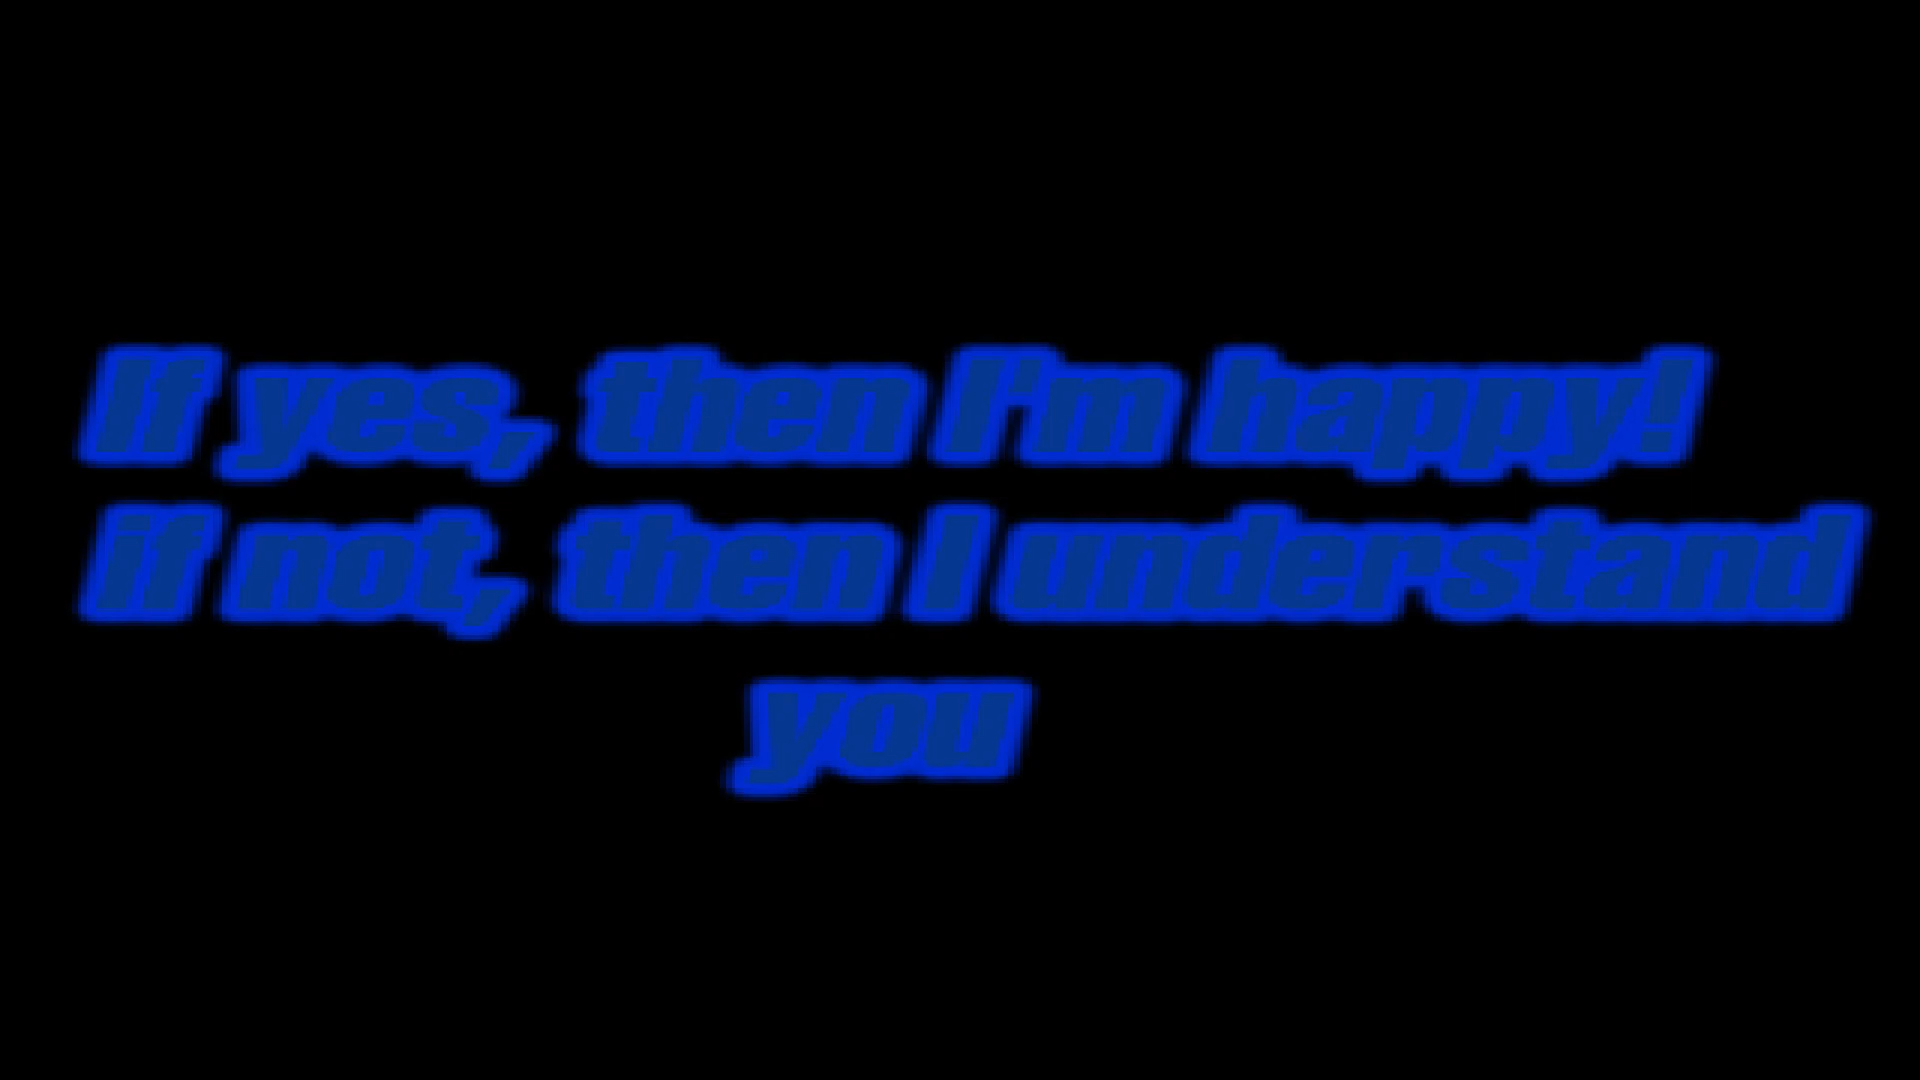 If yes, then I'm happy!
if not, then I understand
you